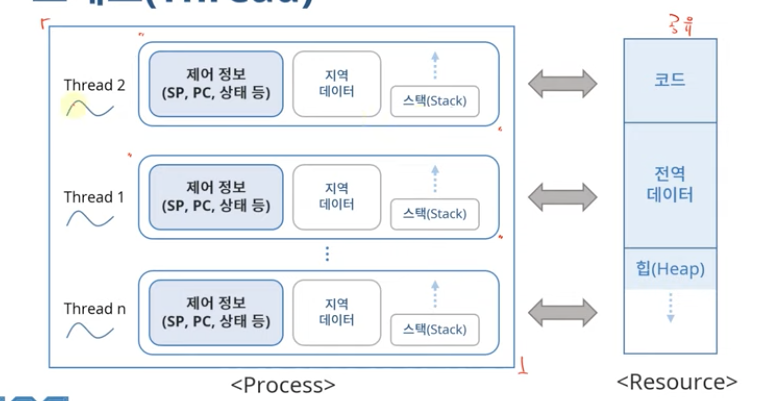 (Thread)
공유
Thread 2
제어 정보
(SP, PC, 상태 등)
지역
데이터
스택(Stack)
코드
Thread 1
제어 정보
(SP, PC, 상태 등)
지역
데이터
스택(Stack)
전역
데이터
힙(Heap)
Thread n
제어 정보
(SP, PC, 상태 등)
지역
데이터
스택(Stack)
<Process>
<Resource>